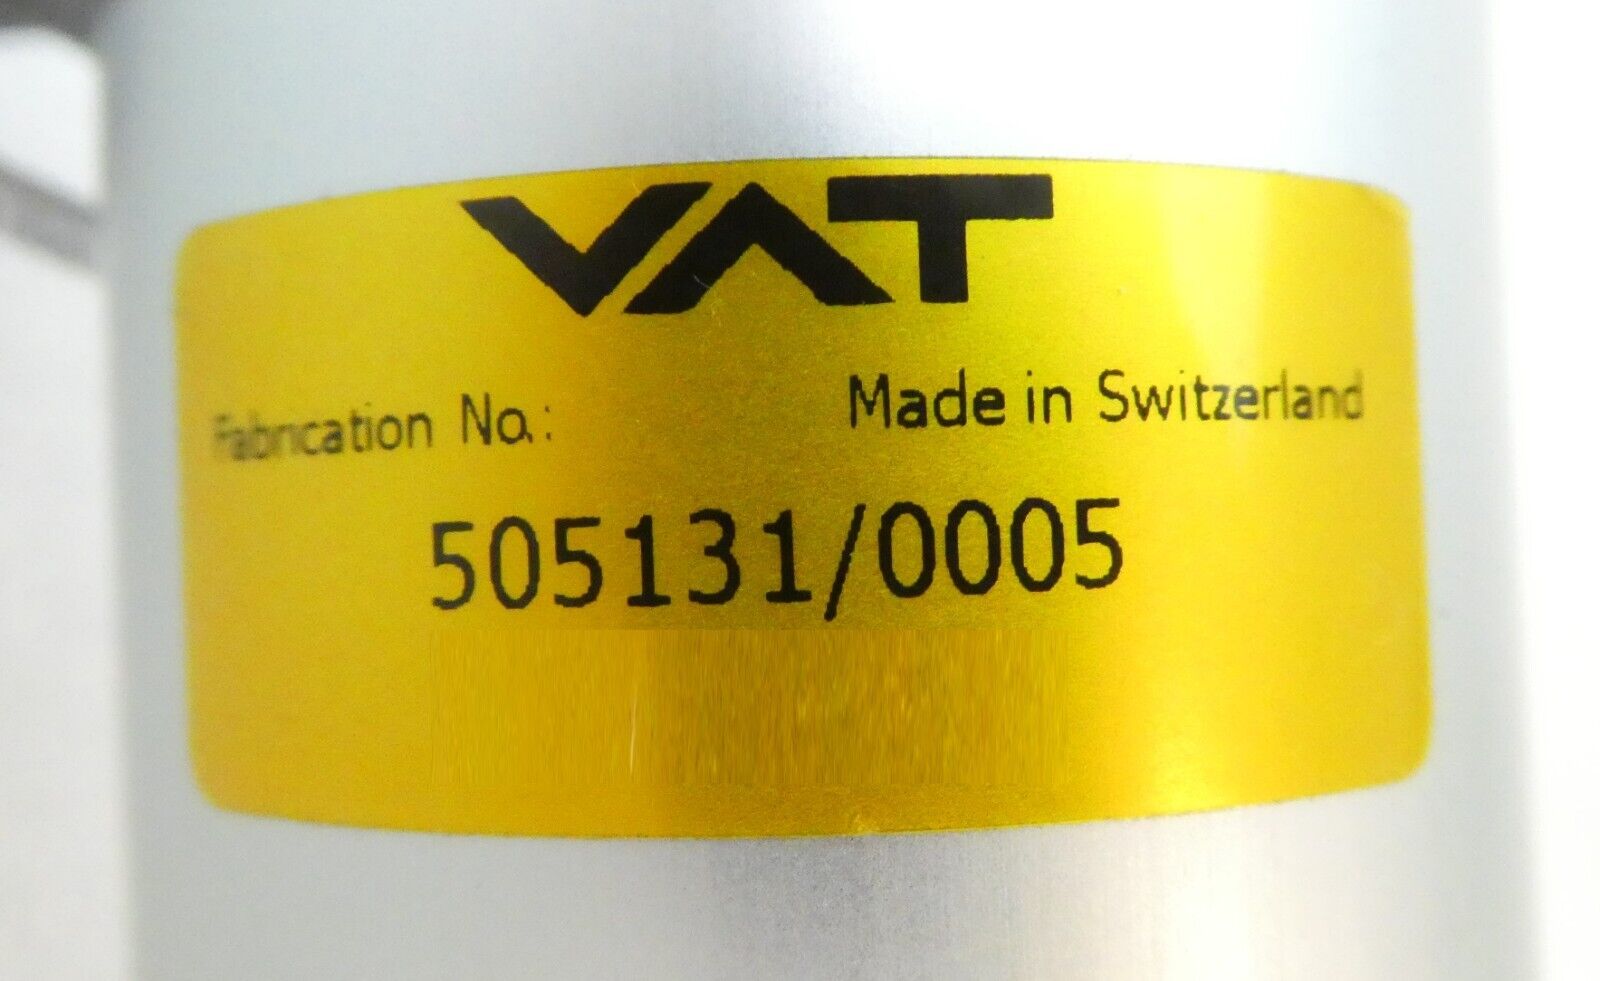 VAT
Fabrication No.: Made in Switzerland
505131/0005